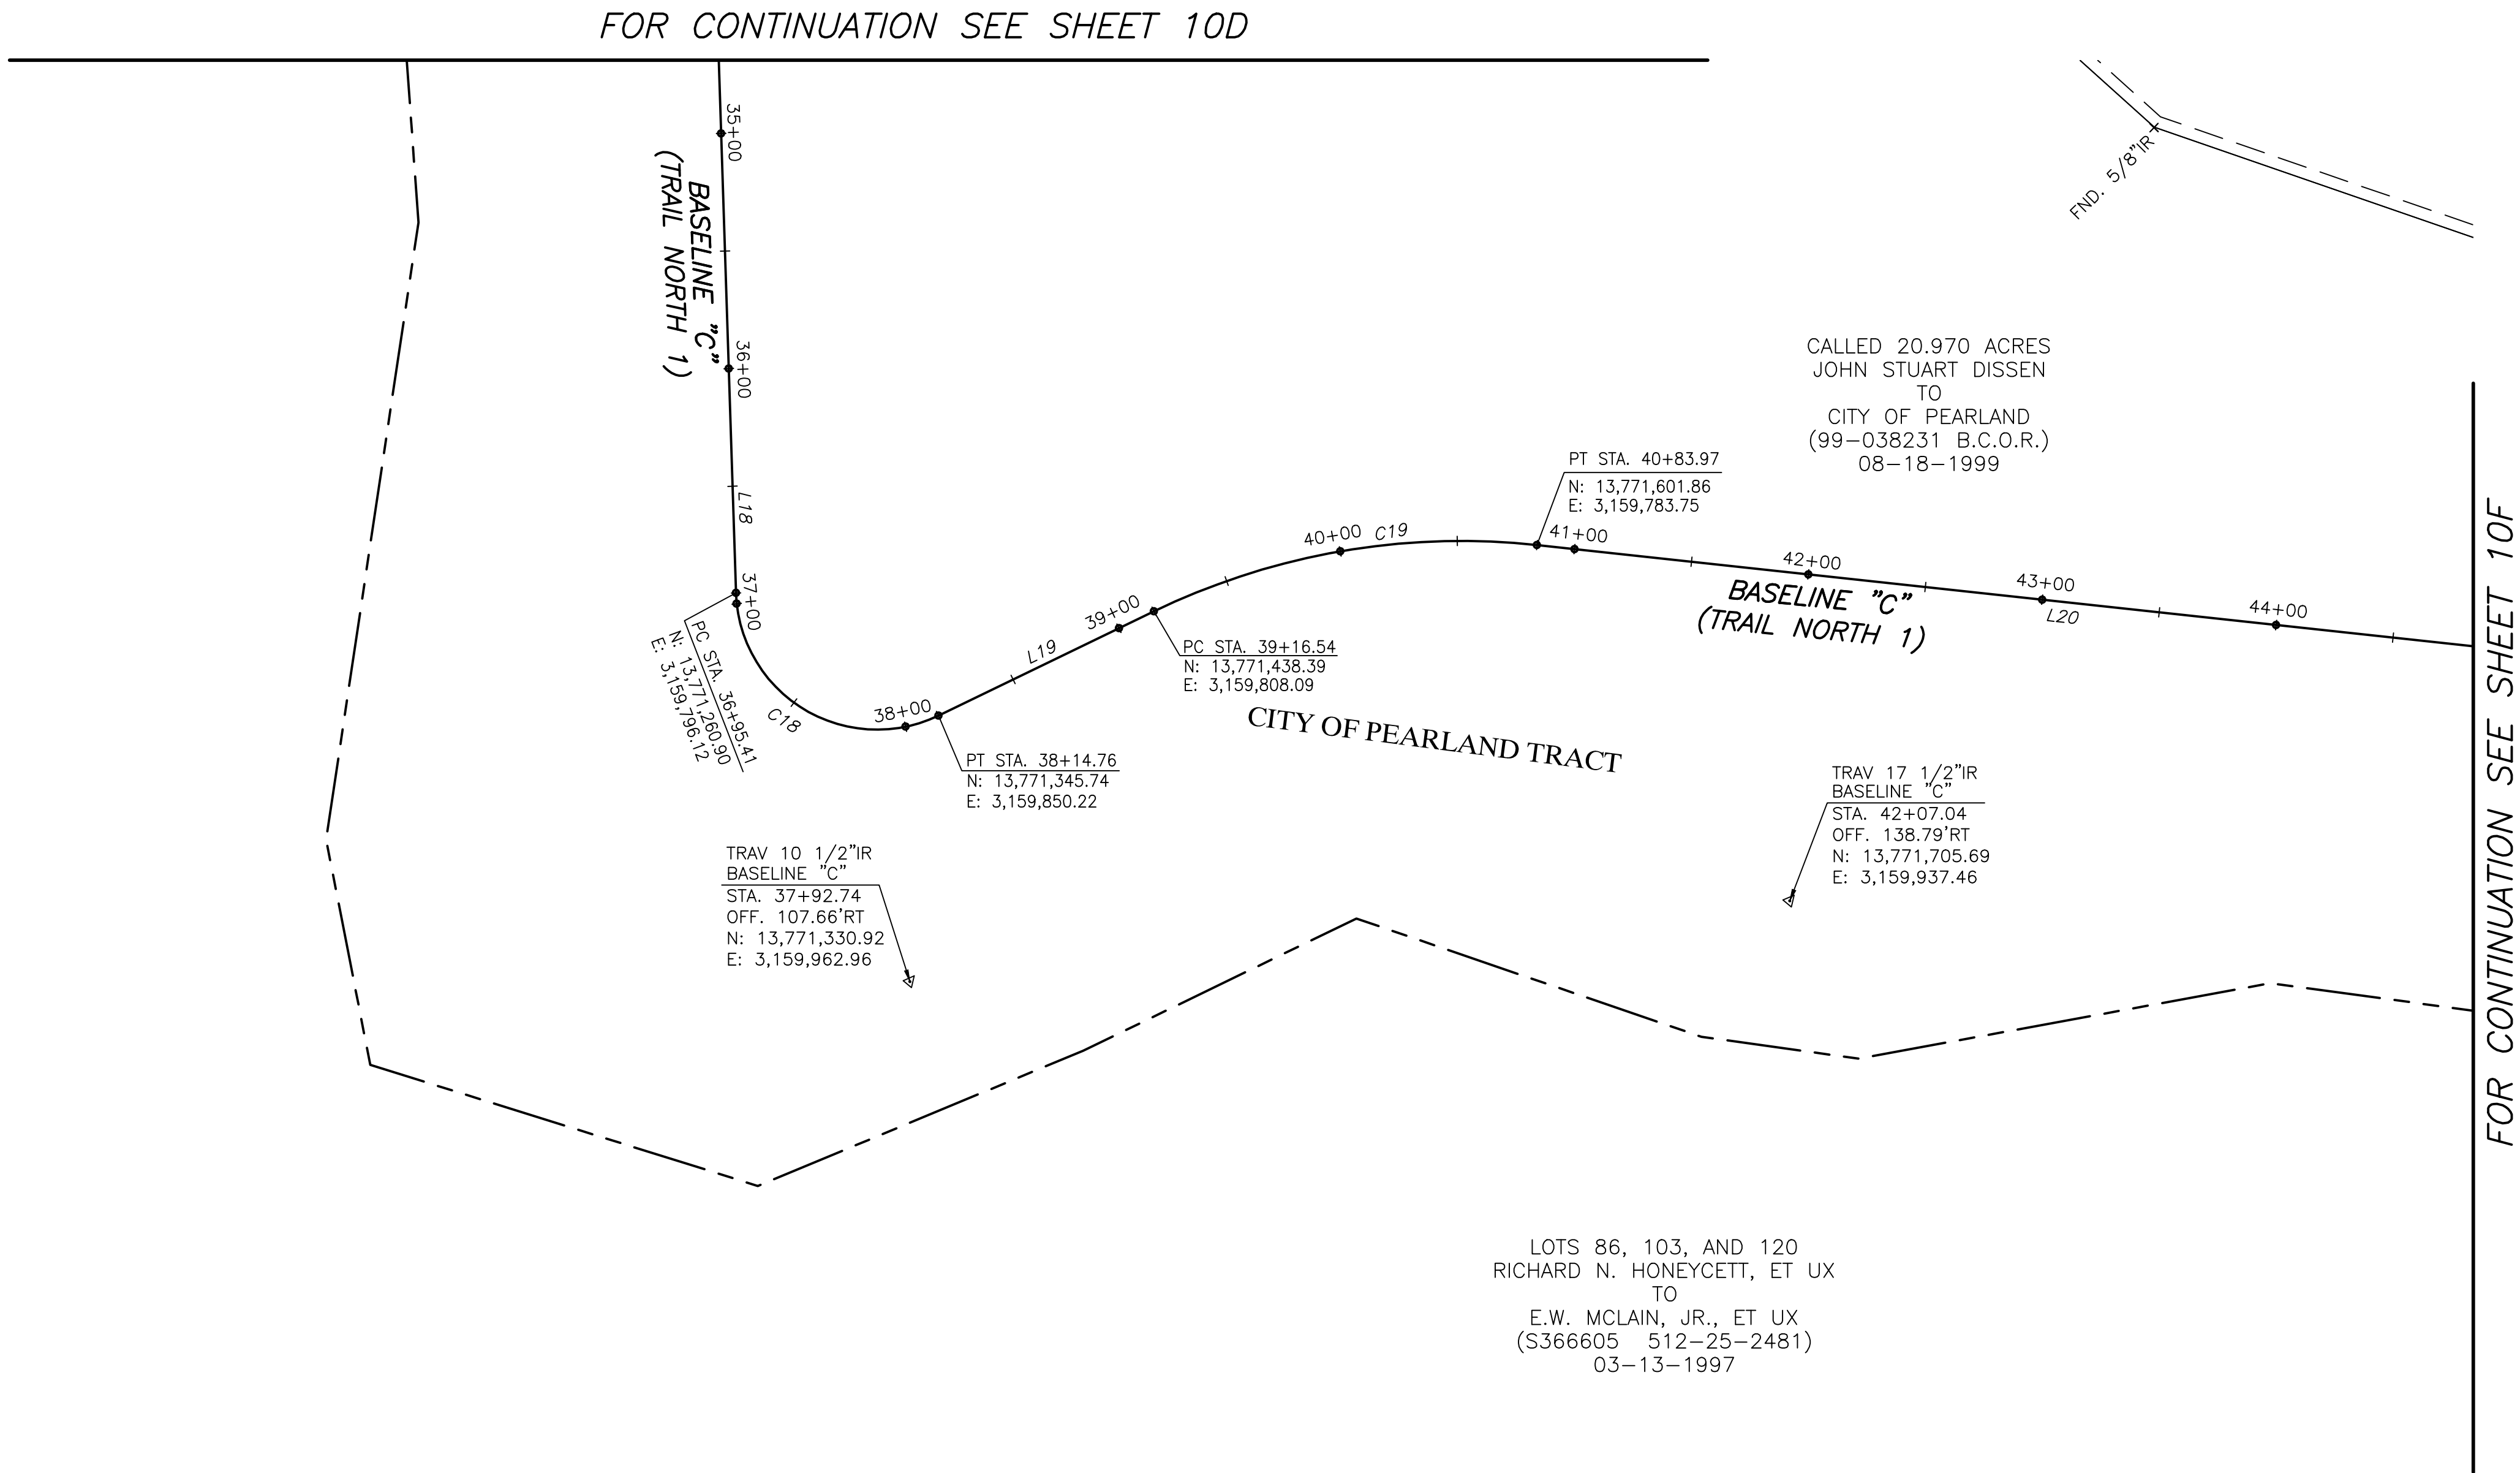 FOR CONTINUATION SEE SHEET 10D
35+00
BASELINE "C"
(TRAIL NORTH 1)
36+00
L18
37+00
PC STA. 36+95.41
N: 13,771,260.90
E: 3,159,796.12
C18
38+00
PT STA. 38+14.76
N: 13,771,345.74
E: 3,159,850.22
L19
39+00
PC STA. 39+16.54
N: 13,771,438.39
E: 3,159,808.09
40+00
C19
PT STA. 40+83.97
N: 13,771,601.86
E: 3,159,783.75
41+00
42+00
BASELINE "C"
(TRAIL NORTH 1)
43+00
L20
44+00
FND. 5/8"IR
CALLED 20.970 ACRES
JOHN STUART DISSEN
TO
CITY OF PEARLAND
(99-038231 B.C.O.R.)
08-18-1999
CITY OF PEARLAND TRACT
TRAV 10 1/2"IR
BASELINE "C"
STA. 37+92.74
OFF. 107.66'RT
N: 13,771,330.92
E: 3,159,962.96
TRAV 17 1/2"IR
BASELINE "C"
STA. 42+07.04
OFF. 138.79'RT
N: 13,771,705.69
E: 3,159,937.46
LOTS 86, 103, AND 120
RICHARD N. HONEYCETT, ET UX
TO
E.W. MCLAIN, JR., ET UX
(S366605 512-25-2481)
03-13-1997
FOR CONTINUATION SEE SHEET 10F